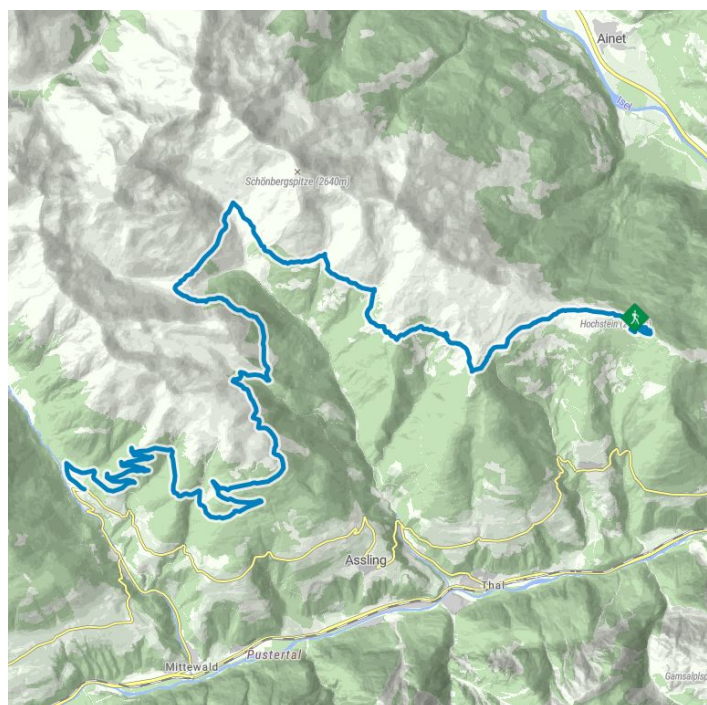 Ainet
Isel
Schönbergspitze [2640m]
Hochstein
Assling
Thal
Pustertal
Mittewald